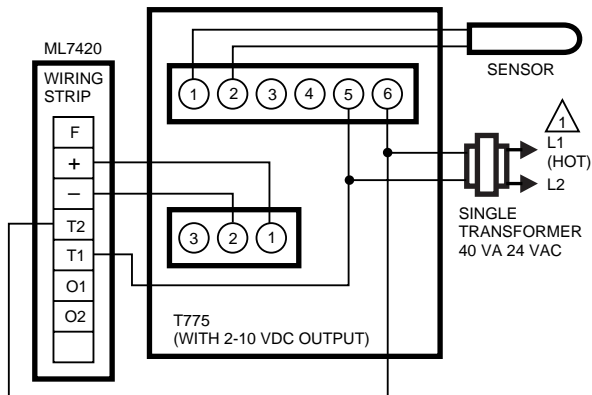 ML7420
WIRING
STRIP
F
+
–
T2
T1
O1
O2
1 2 3 4 5 6
3 2 1
T775
(WITH 2-10 VDC OUTPUT)
SENSOR
1
L1
(HOT)
L2
SINGLE
TRANSFORMER
40 VA 24 VAC